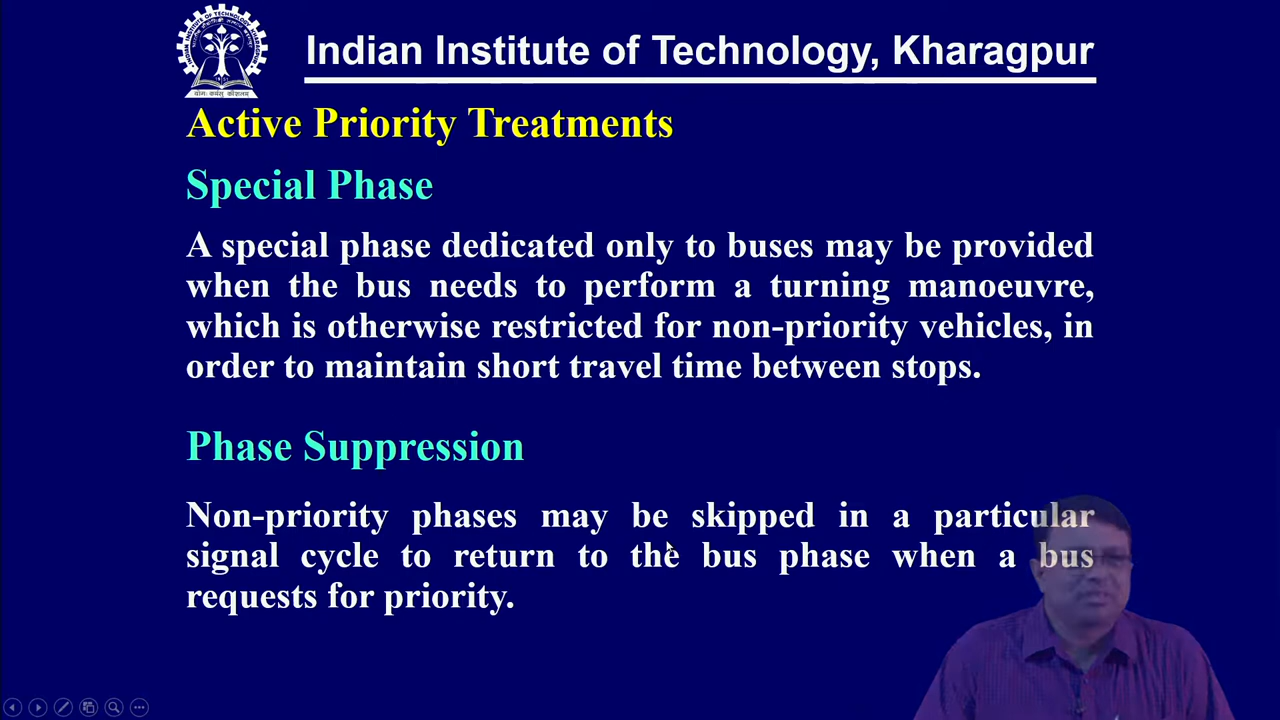 Indian Institute of Technology, Kharagpur
Active Priority Treatments
Special Phase
A special phase dedicated only to buses may be provided
when the bus needs to perform a turning manoeuvre,
which is otherwise restricted for non-priority vehicles, in
order to maintain short travel time between stops.
Phase Suppression
Non-priority phases may be skipped in a particular
signal cycle to return to the bus phase when a bus
requests for priority.